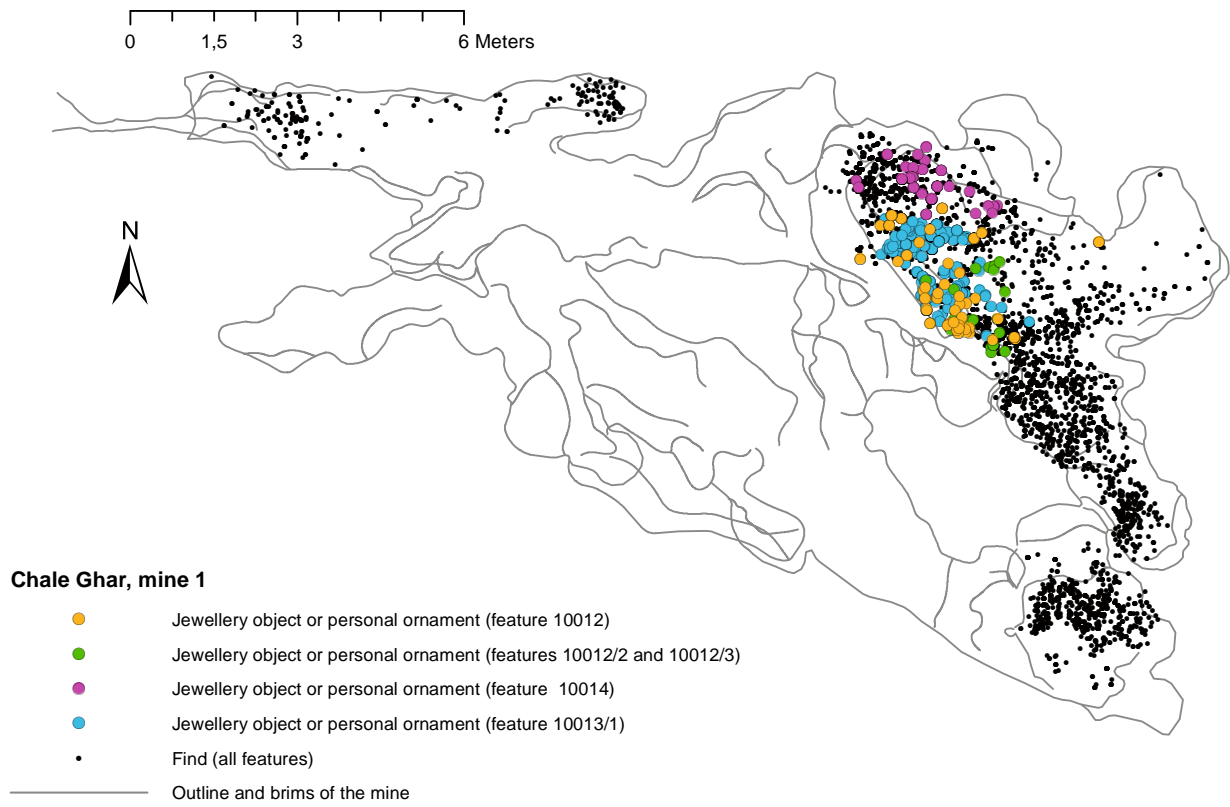 0 1,5 3 6 Meters
N
Chale Ghar, mine 1
Jewellery object or personal ornament (feature 10012)
Jewellery object or personal ornament (features 10012/2 and 10012/3)
Jewellery object or personal ornament (feature  10014)
Jewellery object or personal ornament (feature 10013/1)
Find (all features)
Outline and brims of the mine